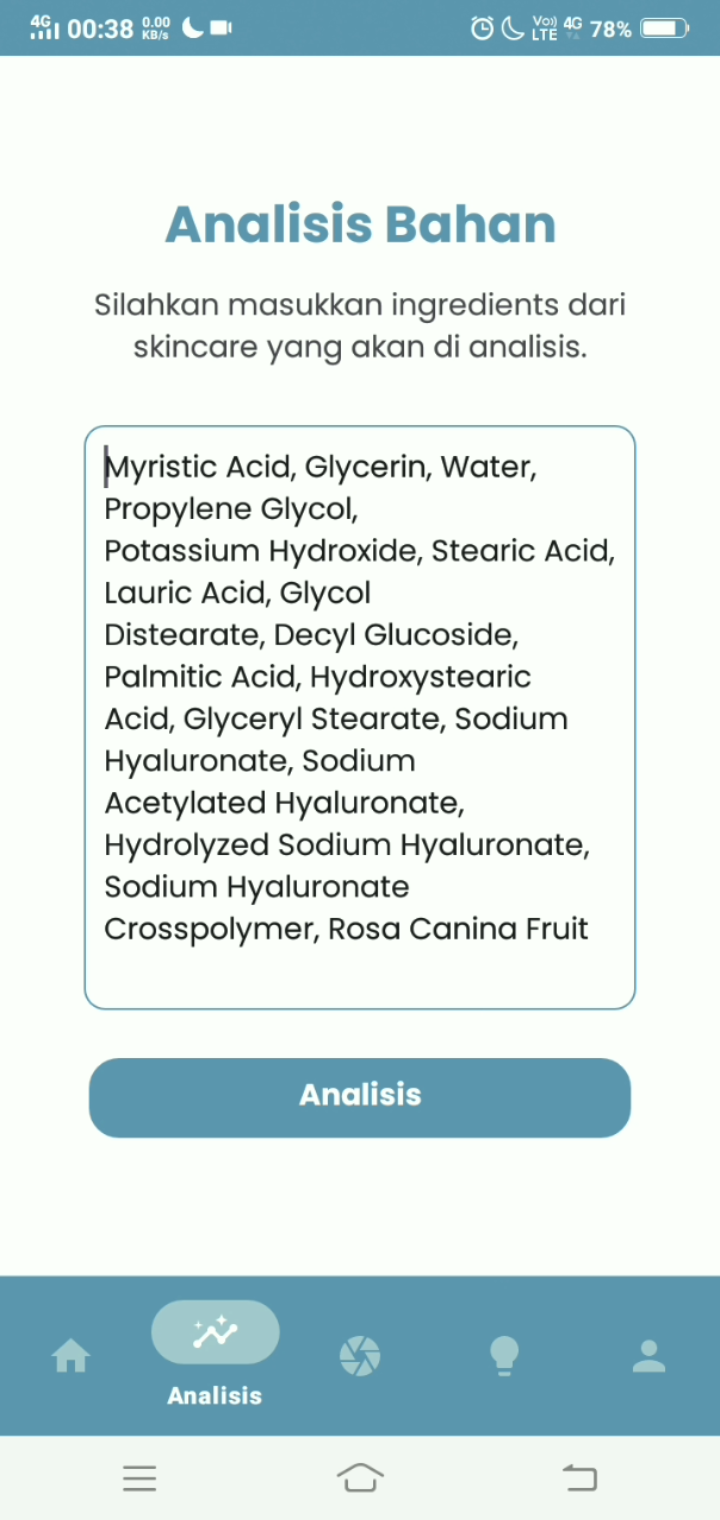 4G 00:38 0.00 KB/s Vo)) LTE 4G 78%
Analisis Bahan
Silahkan masukkan ingredients dari
skincare yang akan di analisis.
Myristic Acid, Glycerin, Water,
Propylene Glycol,
Potassium Hydroxide, Stearic Acid,
Lauric Acid, Glycol
Distearate, Decyl Glucoside,
Palmitic Acid, Hydroxystearic
Acid, Glyceryl Stearate, Sodium
Hyaluronate, Sodium
Acetylated Hyaluronate,
Hydrolyzed Sodium Hyaluronate,
Sodium Hyaluronate
Crosspolymer, Rosa Canina Fruit
Analisis
Analisis